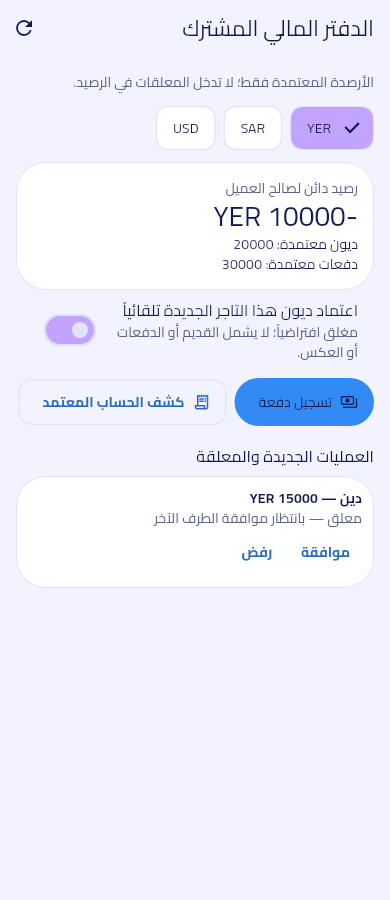 الدفتر المالي المشترك
الأرصدة المعتمدة فقط؛ لا تدخل المعلقات في الرصيد.
YER
SAR
USD
رصيد دائن لصالح العميل
YER 10000-
ديون معتمدة: 20000
دفعات معتمدة: 30000
اعتماد ديون هذا التاجر الجديدة تلقائياً
مغلق افتراضياً؛ لا يشمل القديم أو الدفعات
أو العكس.
تسجيل دفعة
كشف الحساب المعتمد
العمليات الجديدة والمعلقة
دين — 15000 YER
معلق — بانتظار موافقة الطرف الآخر
موافقة
رفض